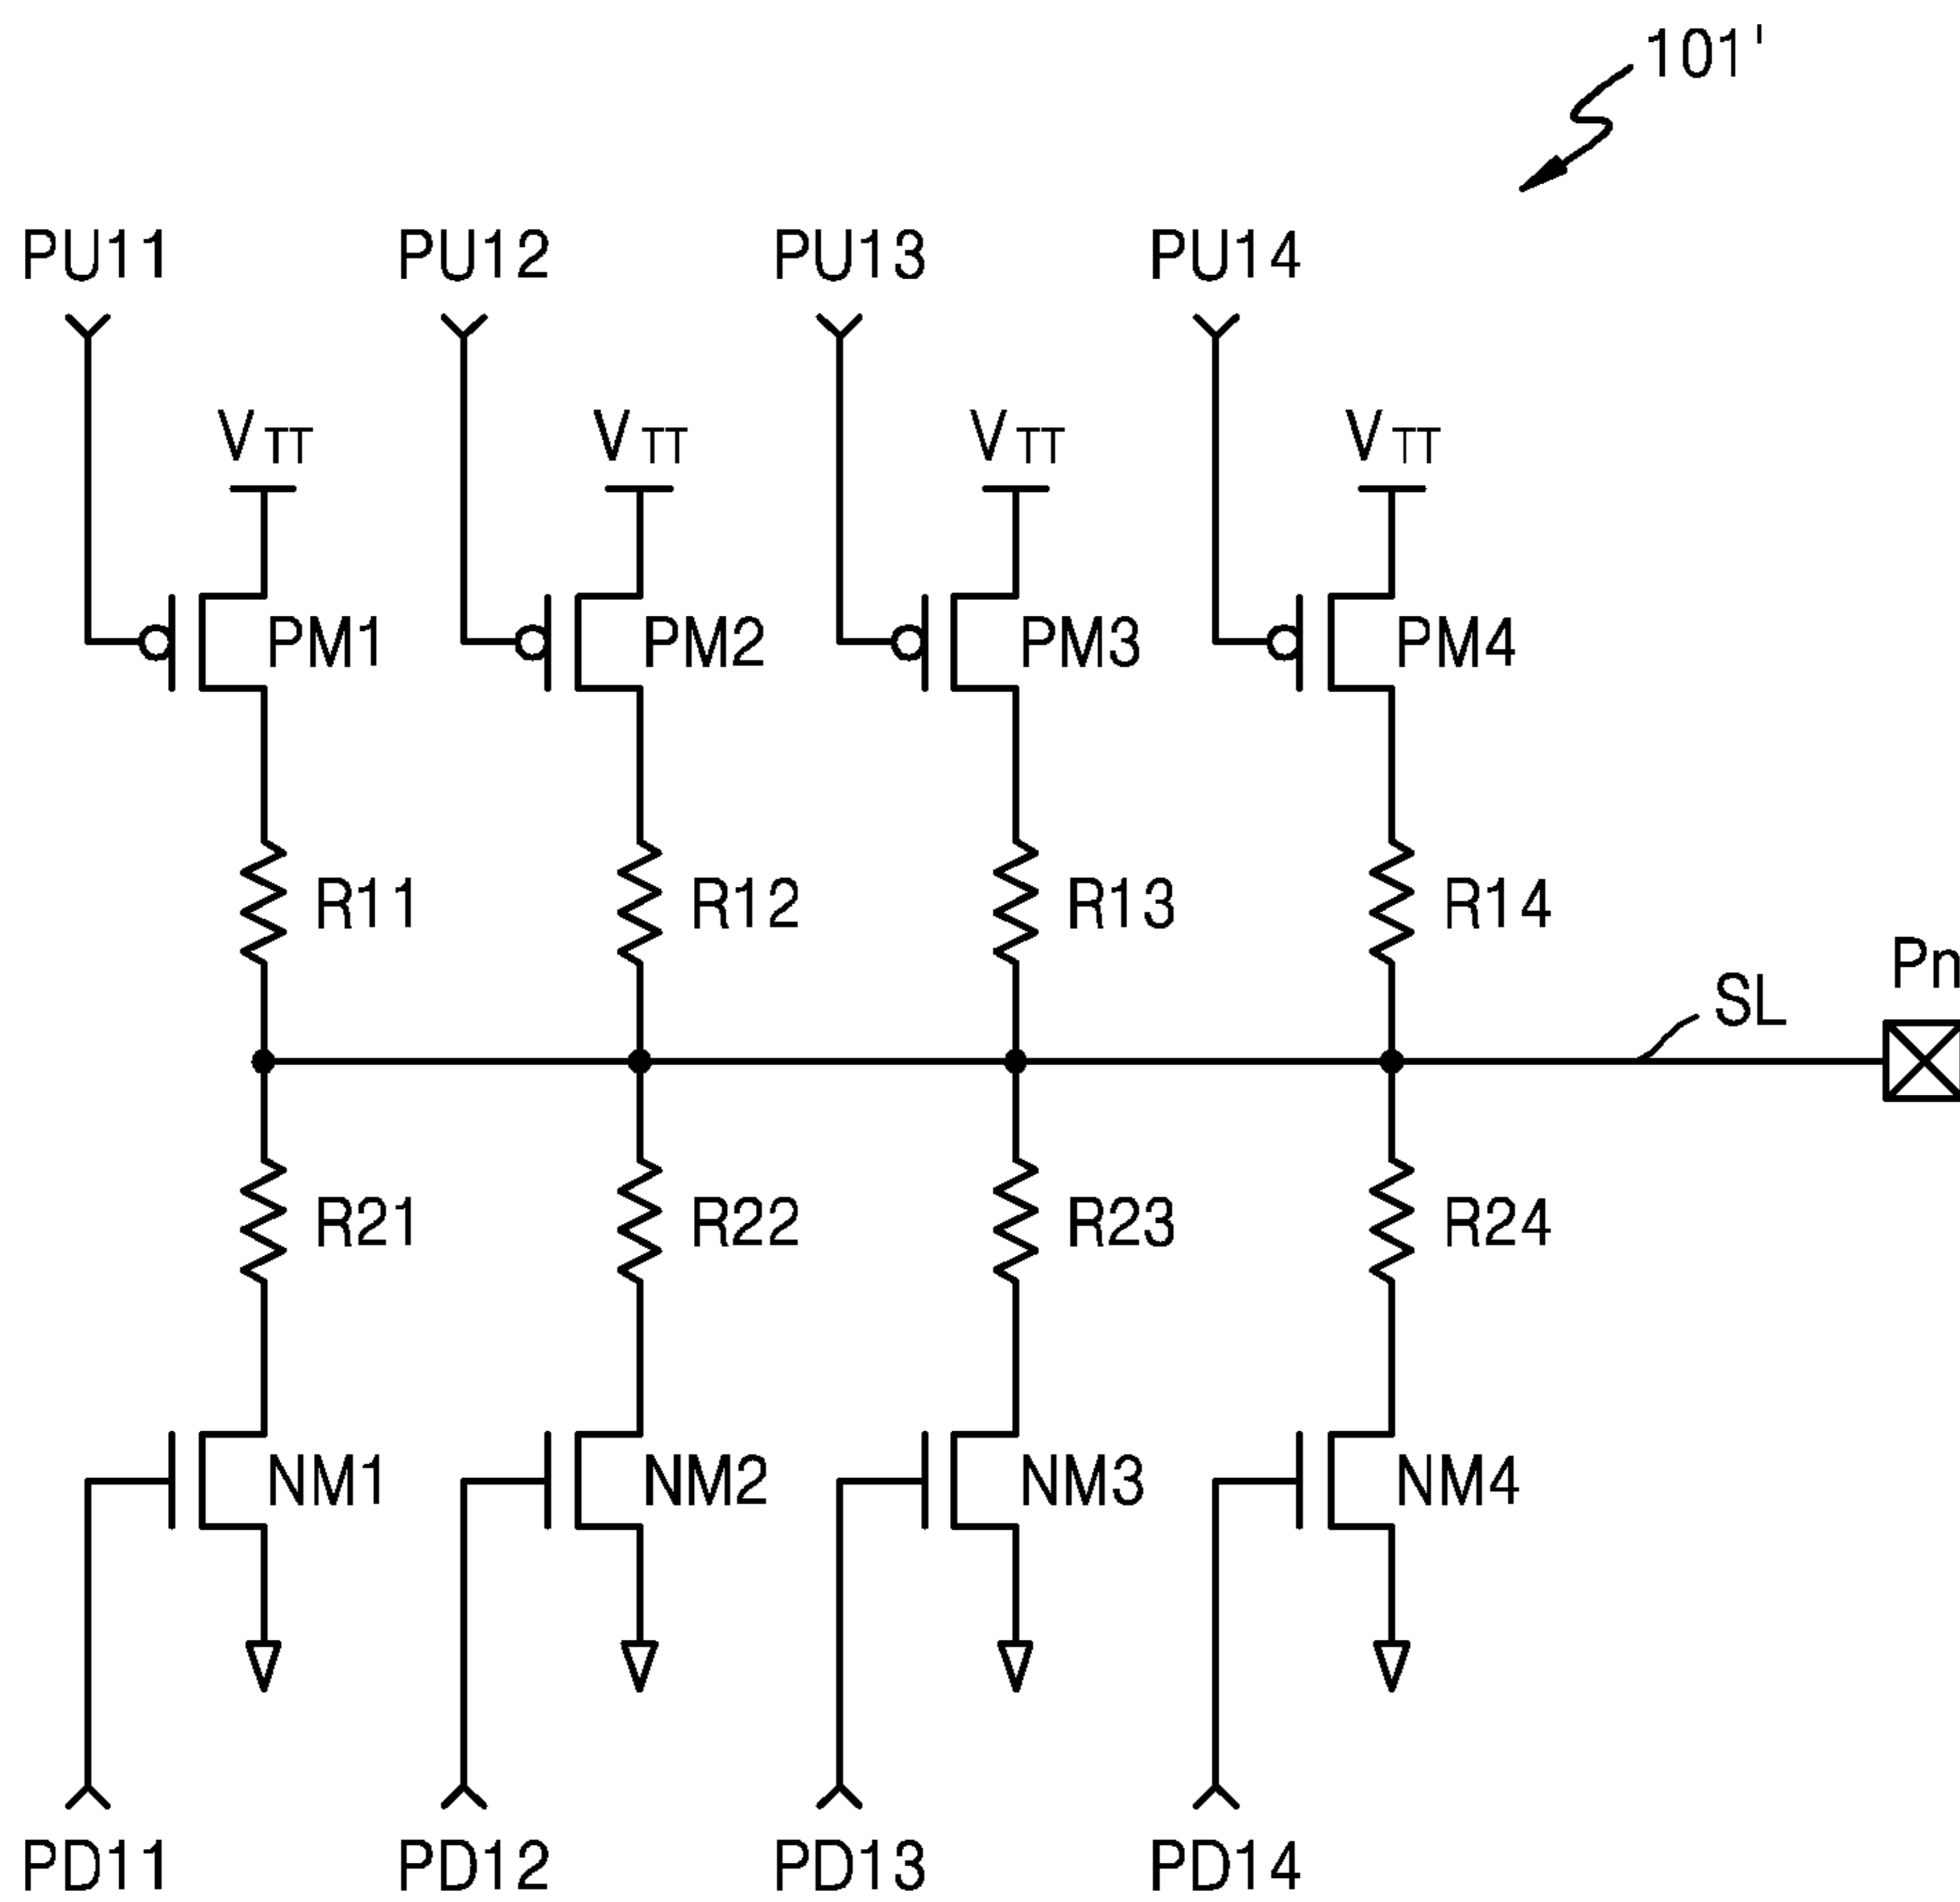 101'
PU11 PU12 PU13 PU14
VTT VTT VTT VTT
PM1 PM2 PM3 PM4
R11 R12 R13 R14
Pn
SL
R21 R22 R23 R24
NM1 NM2 NM3 NM4
PD11 PD12 PD13 PD14